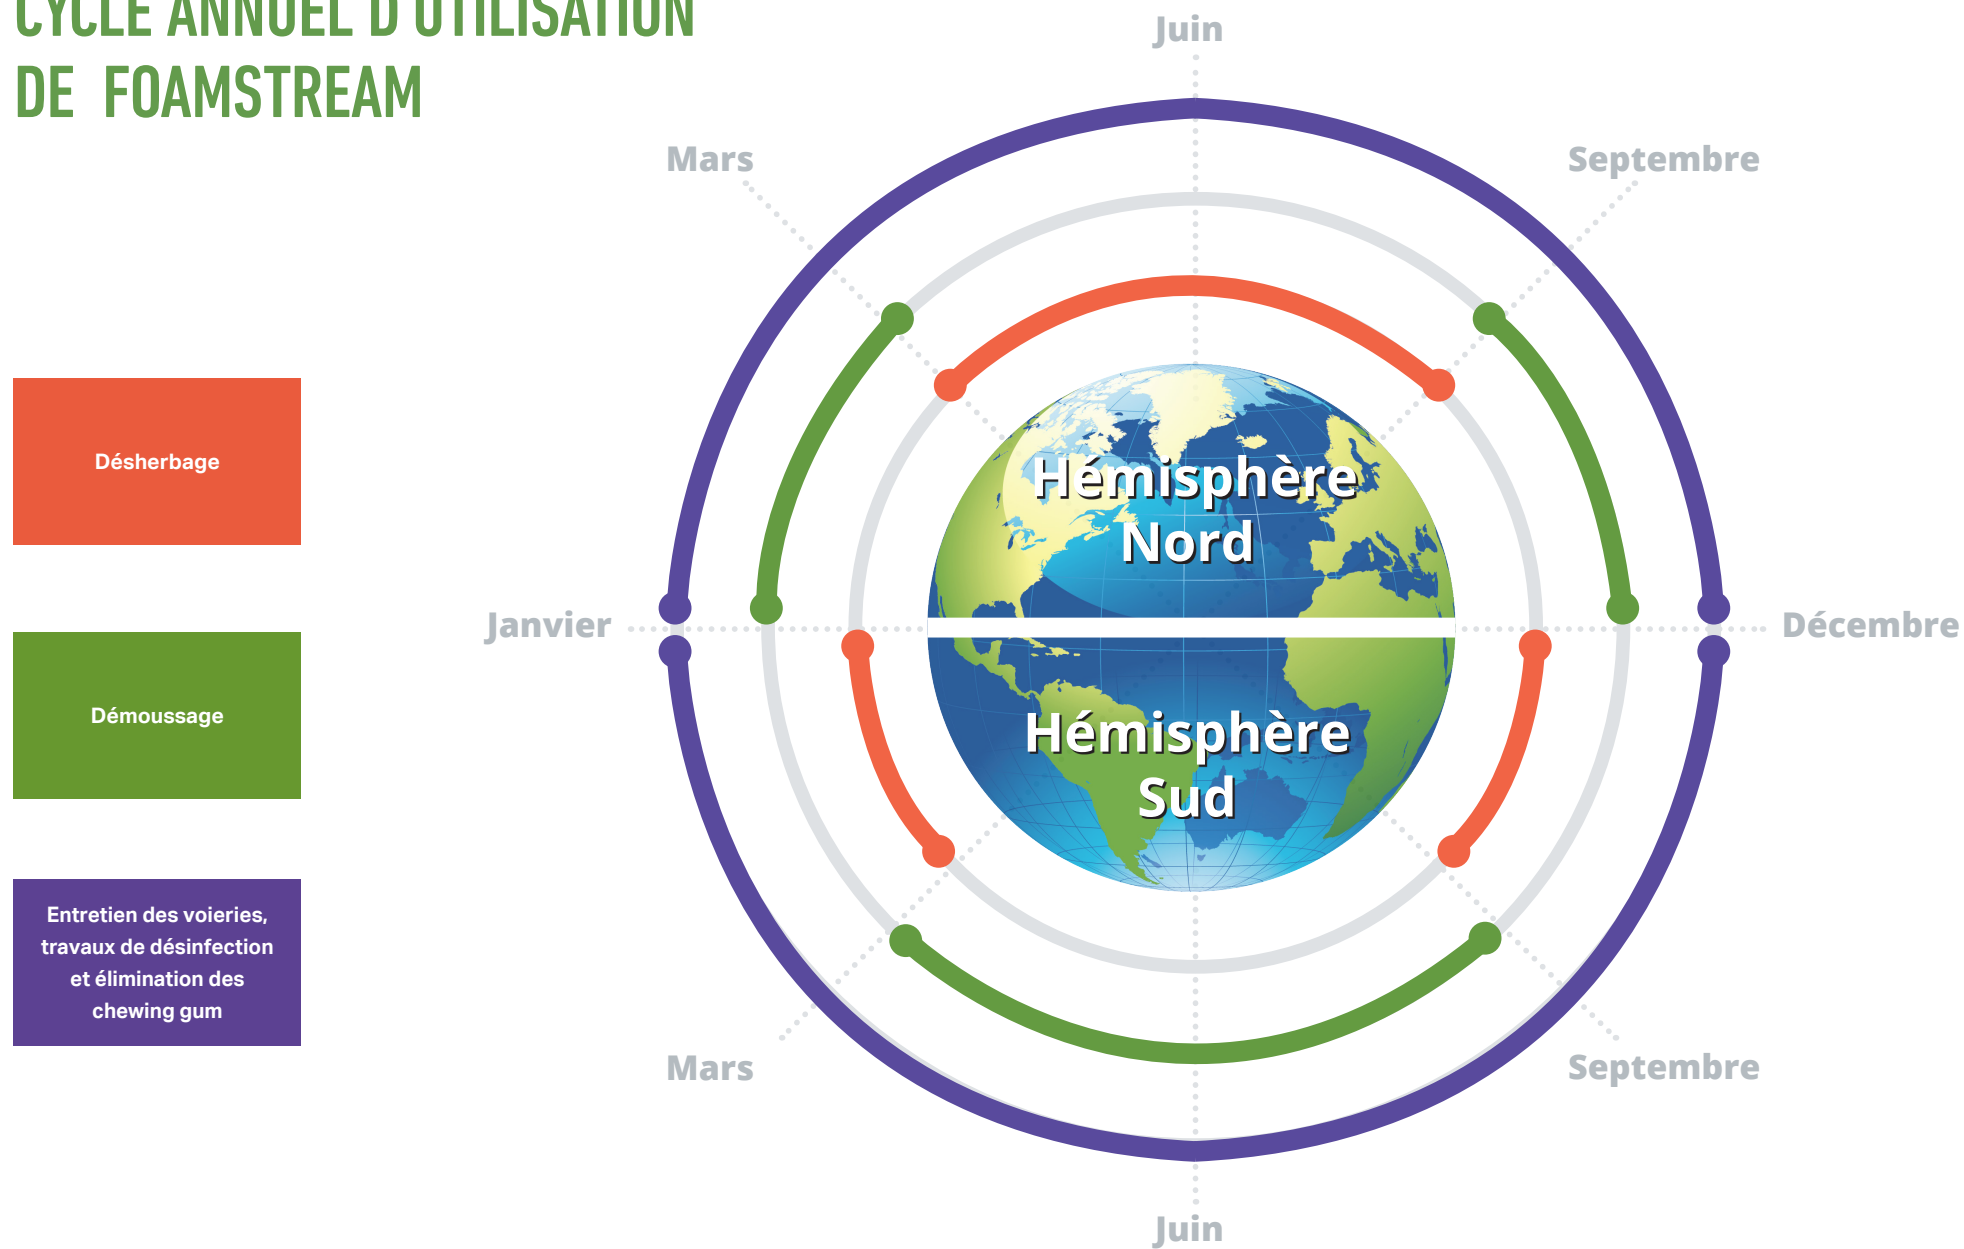 CYCLE ANNUEL D'UTILISATION
DE FOAMSTREAM
Juin
Mars
Septembre
Désherbage
Hémisphère
Nord
Janvier
Décembre
Démoussage
Hémisphère
Sud
Entretien des voieries,
travaux de désinfection
et élimination des
chewing gum
Mars
Septembre
Juin